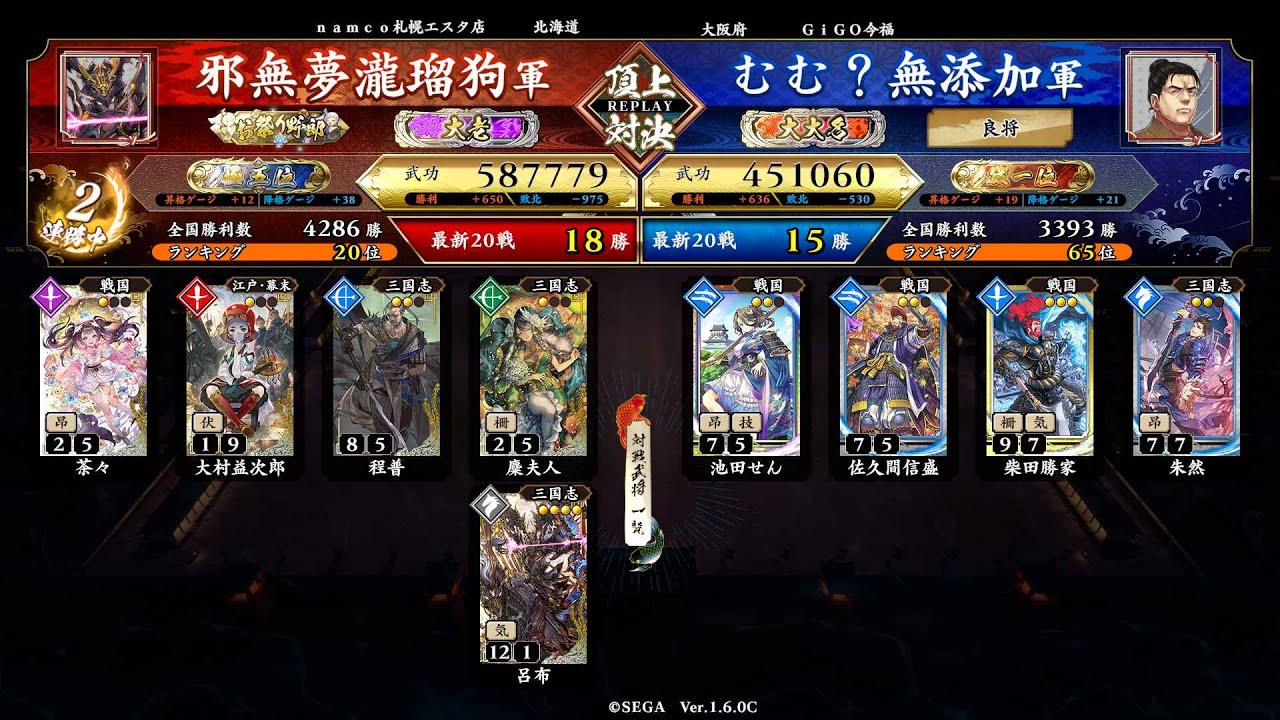 namco札幌エスタ店 北海道
大阪府 GiGO今福
邪無夢瀧瑠狗軍
頂上
REPLAY
対決
むむ？無添加軍
お祭り野郎
大老
良将
武功 587779
勝利 +650 敗北 -975
武功 451060
勝利 +636 敗北 -530
昇格ゲージ +12 降格ゲージ +38
昇格ゲージ +19 降格ゲージ +21
2
連勝中
全国勝利数 4286勝
ランキング 20位
最新20戦 18勝
最新20戦 15勝
全国勝利数 3393勝
ランキング 65位
戦国
昴
2 5
茶々
江戸・幕末
伏
1 9
大村益次郎
三国志
8 5
程普
三国志
柵
2 5
麋夫人
戦国
昴 技
7 5
池田せん
戦国
7 5
佐久間信盛
戦国
柵 気
9 7
柴田勝家
三国志
昴
7 7
朱然
対戦武将一覧
三国志
気
12 1
呂布
©SEGA Ver.1.6.0C